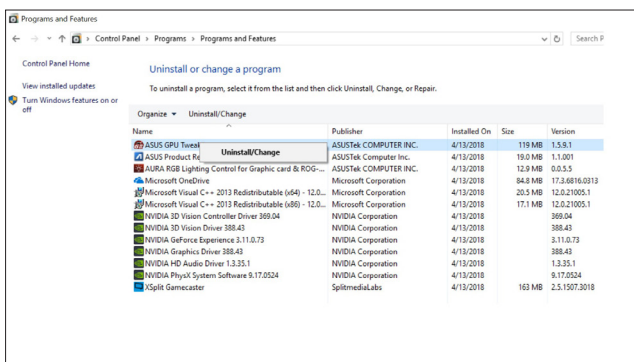 Programs and Features
Control Panel > Programs > Programs and Features
Search P
Control Panel Home
View installed updates
Turn Windows features on or off
Uninstall or change a program
To uninstall a program, select it from the list and then click Uninstall, Change, or Repair.
Organize Uninstall/Change
Name Publisher Installed On Size Version
ASUS GPU Tweak ASUSTek COMPUTER INC. 4/13/2018 119 MB 1.5.9.1
Uninstall/Change
ASUS Product Re ASUSTek Computer Inc. 4/13/2018 19.0 MB 1.1.001
AURA RGB Lighting Control for Graphic card & ROG-... ASUSTek COMPUTER INC. 4/13/2018 12.9 MB 0.0.5.5
Microsoft OneDrive Microsoft Corporation 4/13/2018 84.8 MB 17.3.6816.0313
Microsoft Visual C++ 2013 Redistributable (x64) - 12.0... Microsoft Corporation 4/13/2018 20.5 MB 12.0.21005.1
Microsoft Visual C++ 2013 Redistributable (x86) - 12.0... Microsoft Corporation 4/13/2018 17.1 MB 12.0.21005.1
NVIDIA 3D Vision Controller Driver 369.04 NVIDIA Corporation 4/13/2018 369.04
NVIDIA 3D Vision Driver 388.43 NVIDIA Corporation 4/13/2018 388.43
NVIDIA GeForce Experience 3.11.0.73 NVIDIA Corporation 4/13/2018 3.11.0.73
NVIDIA Graphics Driver 388.43 NVIDIA Corporation 4/13/2018 388.43
NVIDIA HD Audio Driver 1.3.35.1 NVIDIA Corporation 4/13/2018 1.3.35.1
NVIDIA PhysX System Software 9.17.0524 NVIDIA Corporation 4/13/2018 9.17.0524
XSplit Gamecaster SplitmediaLabs 4/13/2018 163 MB 2.5.1507.3018